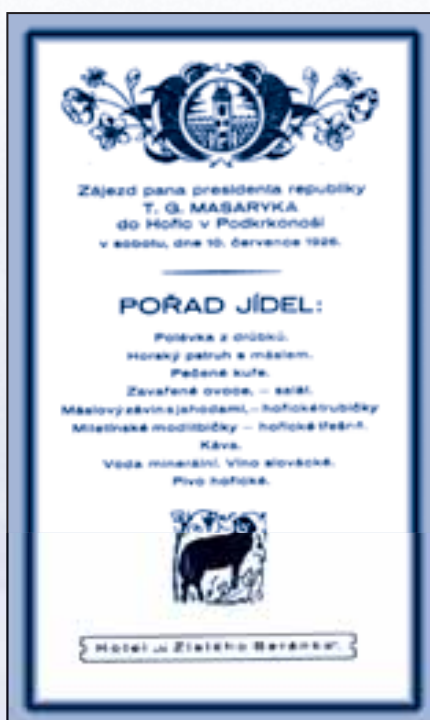 Zájezd pana presidenta republiky
T. G. MASARYKA
do Hořic v Podkrkonoší
v sobotu, dne 10. července 1926.
POŘAD JÍDEL:
Polévka z drůbků.
Horský pstruh s máslem.
Pečené kuře.
Zavařené ovoce, — salát.
Máslový závin s jahodami, — hořické trubičky
Miletínské modlitbičky — hořické třešně.
Káva.
Voda minerální. Víno slovácké.
Pivo hořické.
Hotel „u Zlatého Beránka".